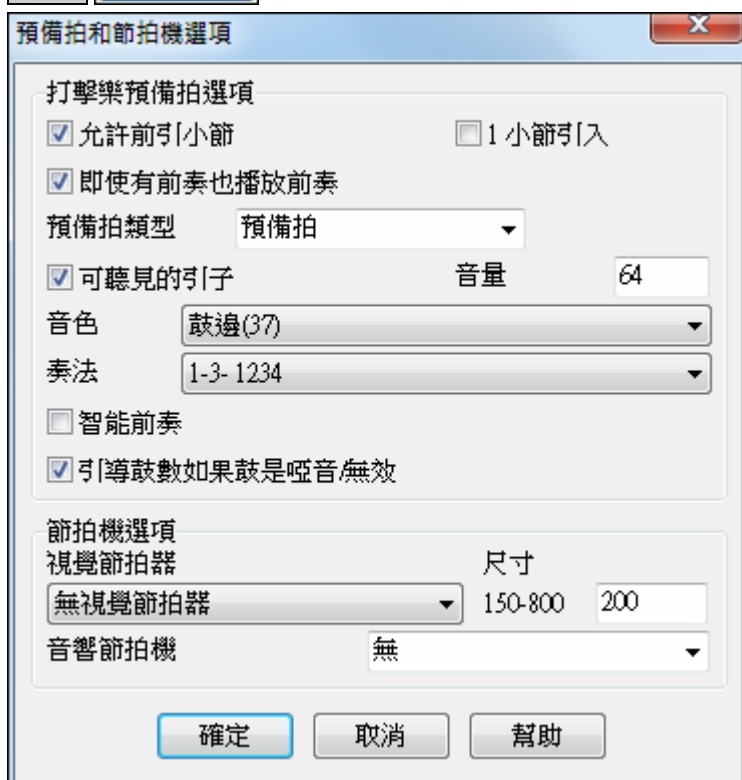 預備拍和節拍機選項
打擊樂預備拍選項
允許前引小節 1 小節引入
即使有前奏也播放前奏
預備拍類型 預備拍
可聽見的引子 音量 64
音色 鼓邊(37)
奏法 1-3- 1234
智能前奏
引導鼓數如果鼓是啞音/無效
節拍機選項
視覺節拍器 尺寸
無視覺節拍器 150-800 200
音響節拍機 無
確定 取消 幫助